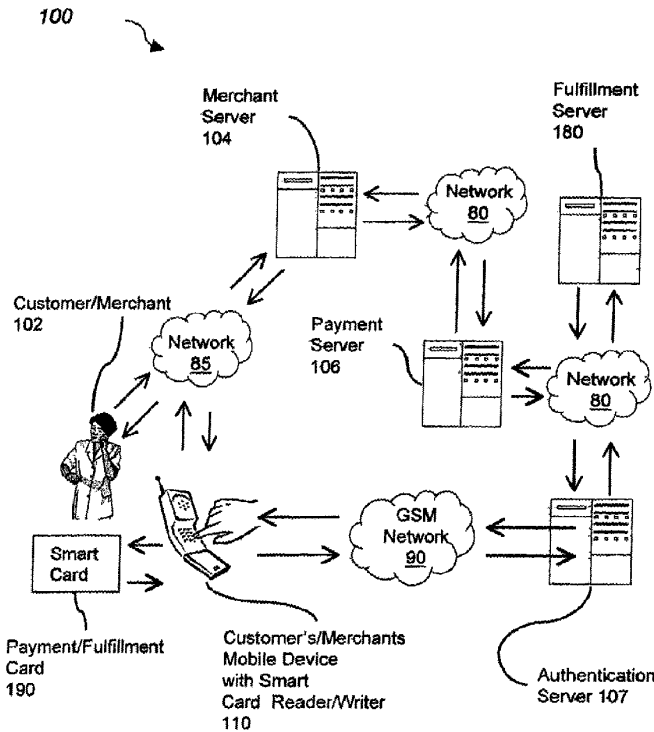 100
Merchant
Server
104
Fulfillment
Server
180
Network
80
Customer/Merchant
102
Network
85
Payment
Server
106
Network
80
GSM
Network
90
Smart
Card
Payment/Fulfillment
Card
190
Customer's/Merchants
Mobile Device
with Smart
Card Reader/Writer
110
Authentication
Server 107